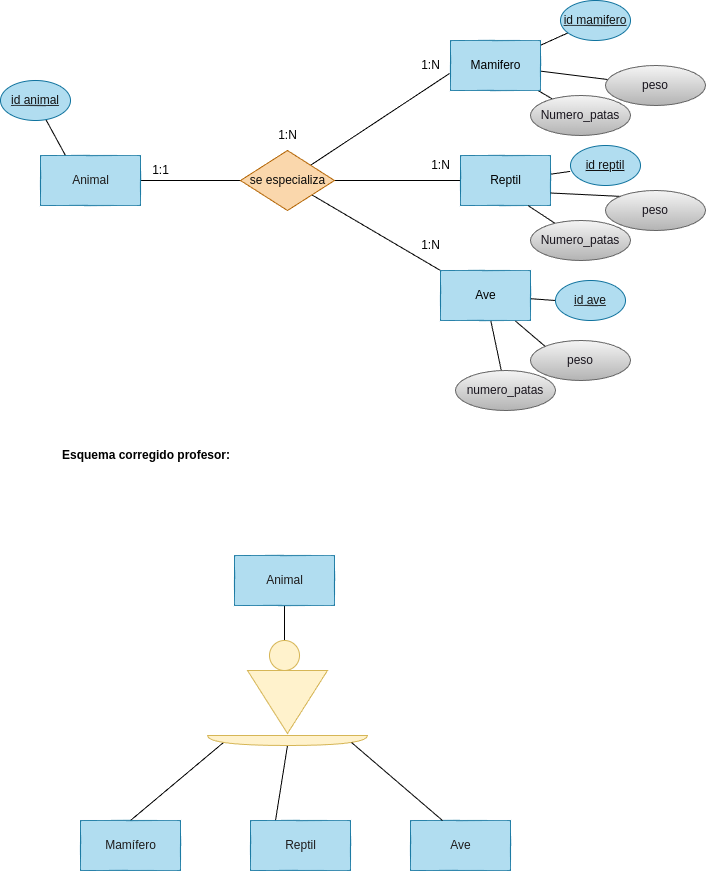 id mamifero
1:N
Mamifero
peso
id animal
Numero_patas
1:N
1:1
1:N
id reptil
Animal
se especializa
Reptil
peso
Numero_patas
1:N
Ave
id ave
peso
numero_patas
Esquema corregido profesor:
Animal
Mamífero
Reptil
Ave